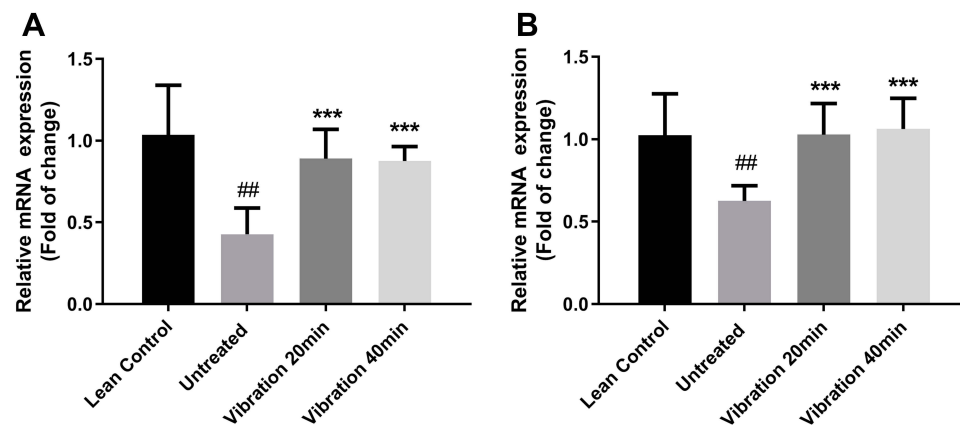 A
Relative mRNA expression
(Fold of change)
1.5
1.0
0.5
0.0
##
***
***
Lean Control
Untreated
Vibration 20min
Vibration 40min
B
Relative mRNA expression
(Fold of change)
1.5
1.0
0.5
0.0
##
***
***
Lean Control
Untreated
Vibration 20min
Vibration 40min